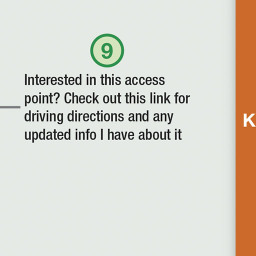 9
Interested in this access
point? Check out this link for
driving directions and any
updated info I have about it
K